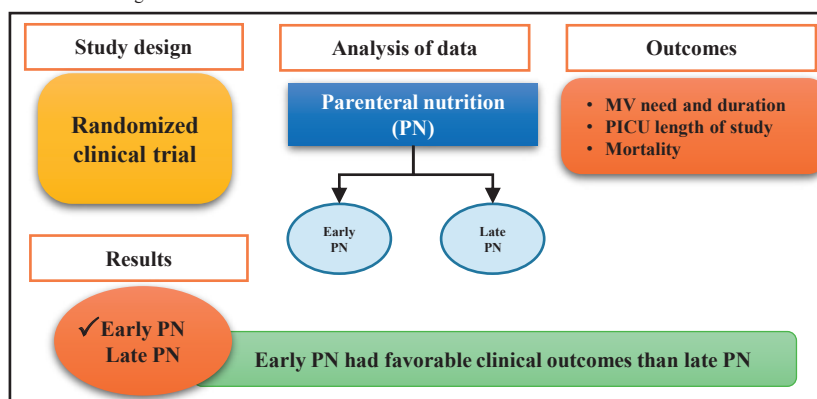 Study design
Analysis of data
Outcomes
Randomized
clinical trial
Parenteral nutrition
(PN)
• MV need and duration
• PICU length of study
• Mortality
Early
PN
Late
PN
Results
✓Early PN
Late PN
Early PN had favorable clinical outcomes than late PN